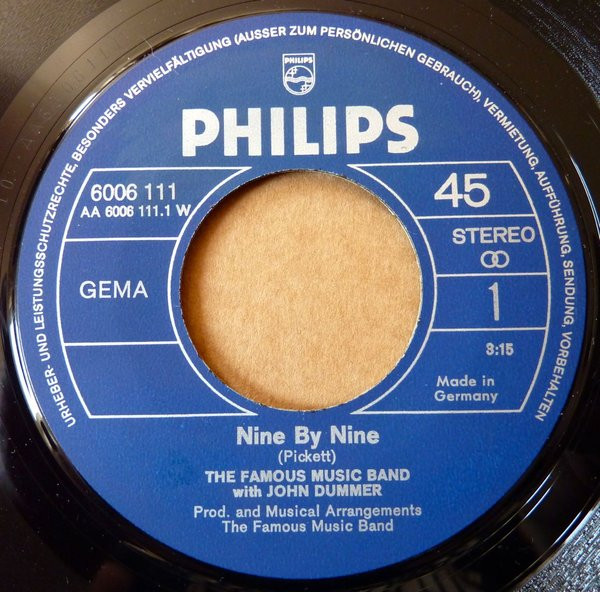 URHEBER- UND LEISTUNGSSCHUTZRECHTE, BESONDERS VERVIELFÄLTIGUNG (AUSSER ZUM PERSÖNLICHEN GEBRAUCH), VERMIETUNG, AUFFÜHRUNG, SENDUNG, VORBEHALTEN
PHILIPS
PHILIPS
6006 111
AA 6006 111.1 W
GEMA
45
STEREO
1
3:15
Made in
Germany
Nine By Nine
(Pickett)
THE FAMOUS MUSIC BAND
with JOHN DUMMER
Prod. and Musical Arrangements
The Famous Music Band